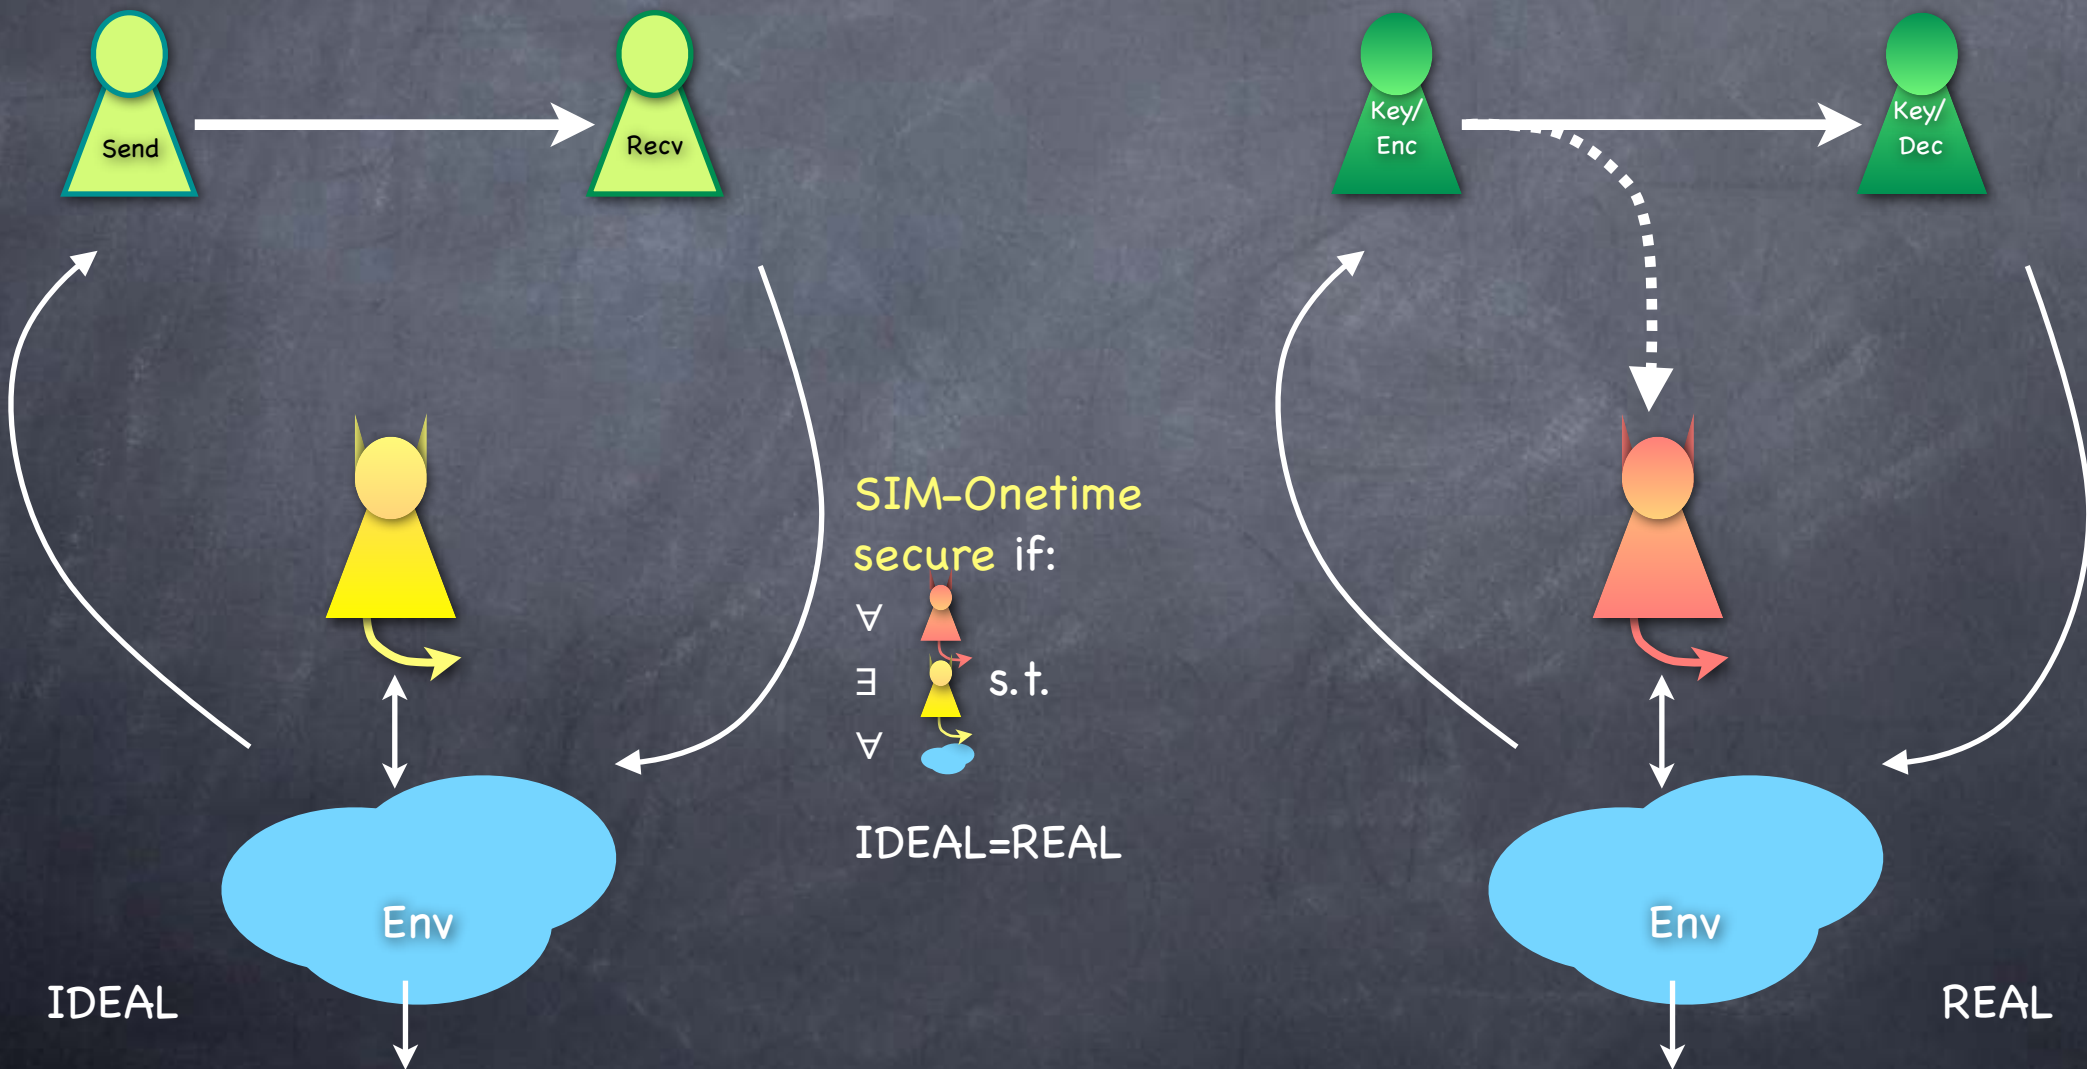 Send
Recv
Key/
Enc
Key/
Dec
SIM-Onetime
secure if:
∀
∃ s.t.
∀
IDEAL=REAL
Env
Env
IDEAL
REAL